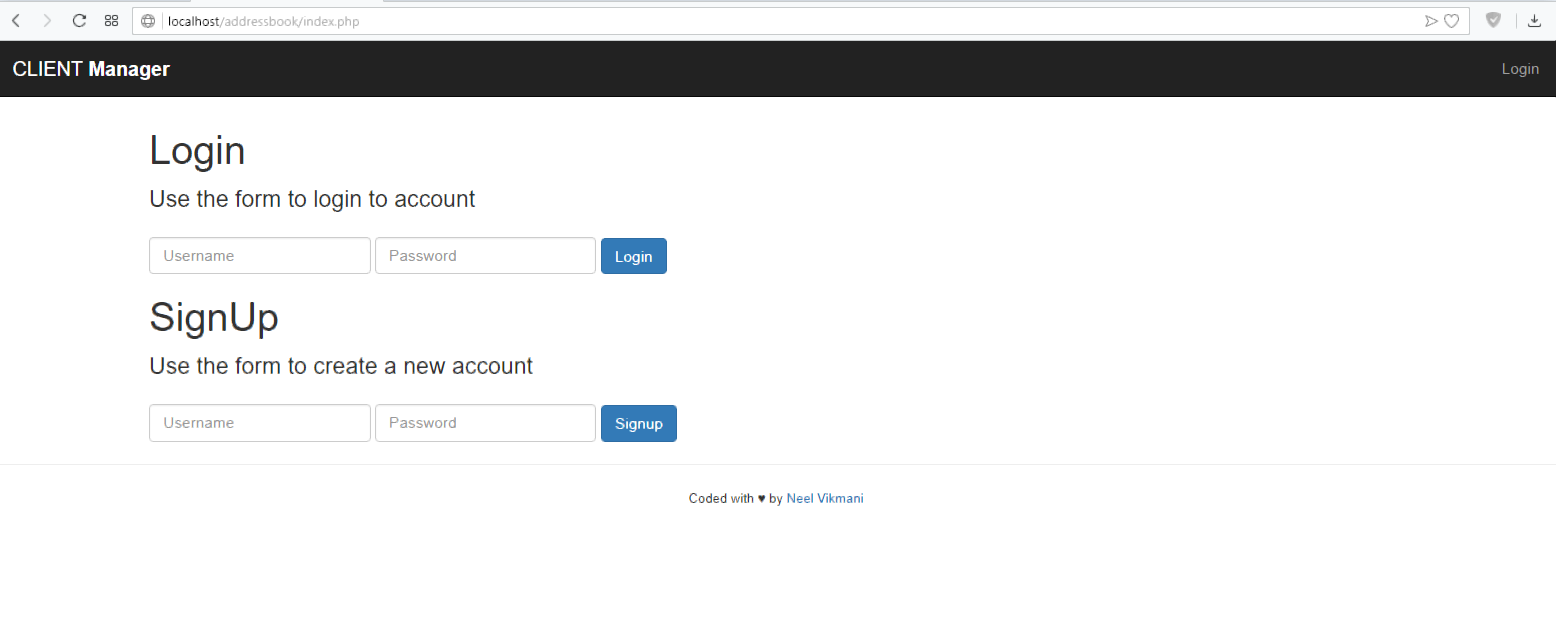 localhost/addressbook/index.php
CLIENT Manager
Login
Login
Use the form to login to account
Username
Password
Login
SignUp
Use the form to create a new account
Username
Password
Signup
Coded with ♥ by Neel Vikmani